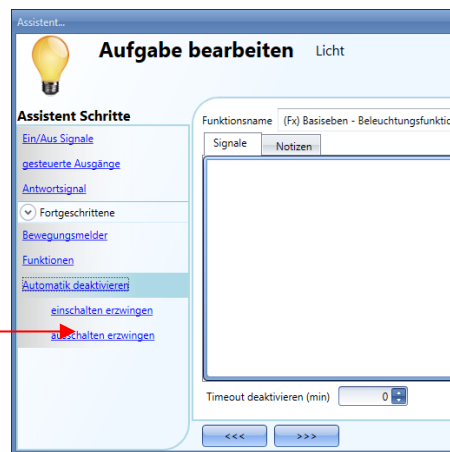 Assistent...
Aufgabe bearbeiten Licht
Assistent Schritte
Ein/Aus Signale
gesteuerte Ausgänge
Antwortsignal
Fortgeschrittene
Bewegungsmelder
Funktionen
Automatik deaktivieren
einschalten erzwingen
ausschalten erzwingen
Funktionsname (Fx) Basiseben - Beleuchtungsfunktio
Signale Notizen
Timeout deaktivieren (min) 0
<<< >>>